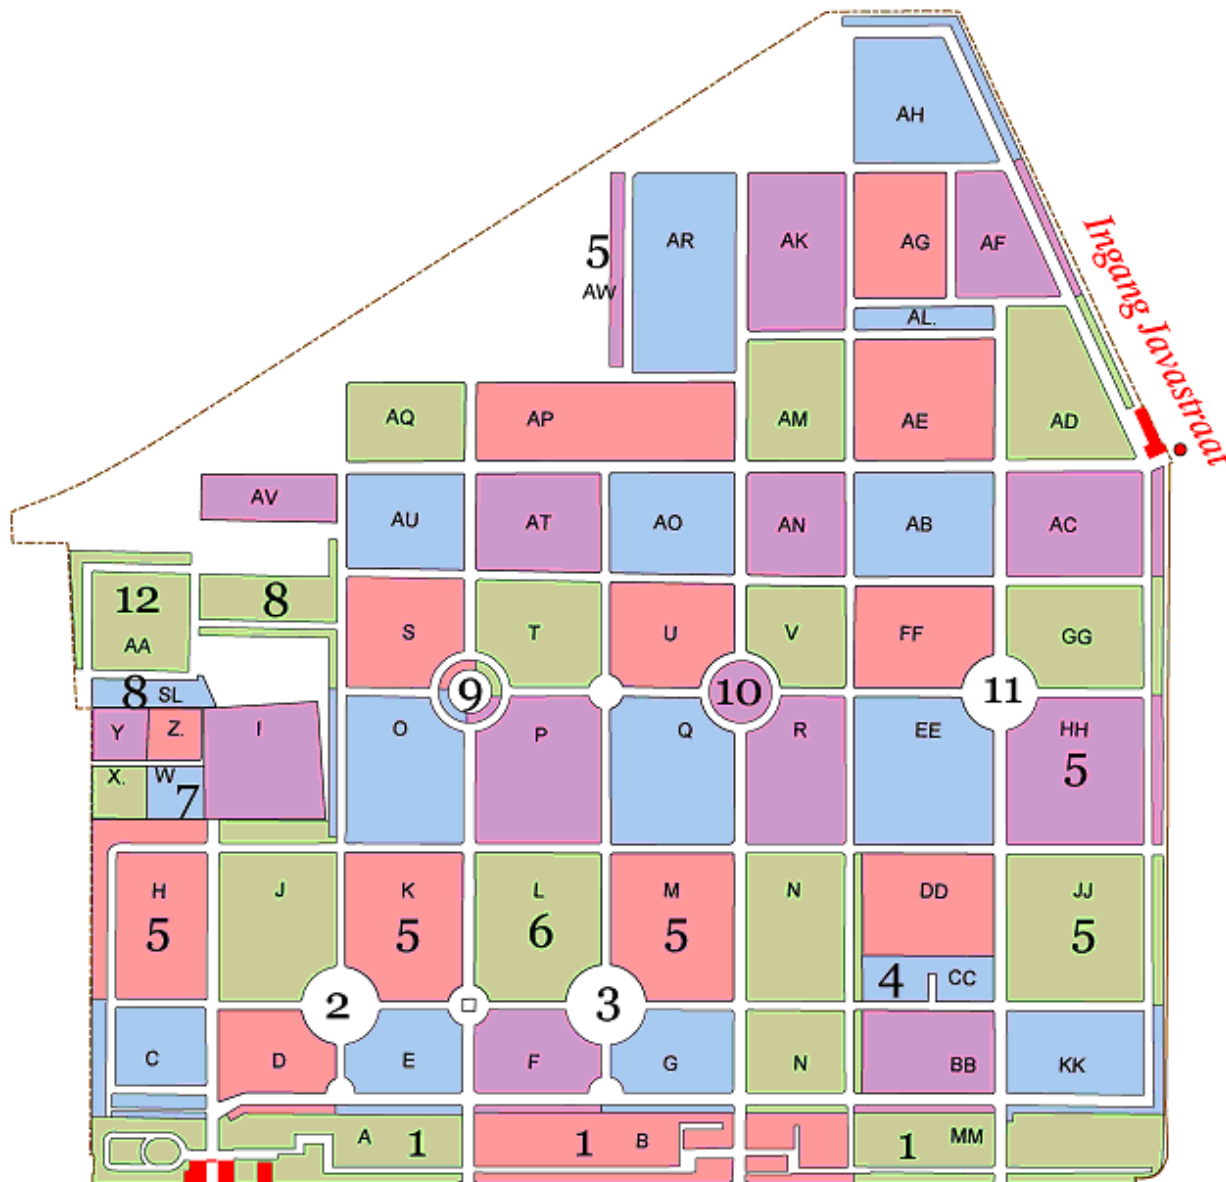 AH
AR
AK
AG
AF
5
AW
AL.
Ingang Javastraat
AQ
AP
AM
AE
AD
AV
AU
AT
AO
AN
AB
AC
12
8
AA
S
T
U
V
FF
GG
8
SL
9
10
11
Y
Z.
I
O
P
Q
R
EE
HH
5
X.
W
7
H
J
K
L
M
N
DD
JJ
5
5
6
5
5
4
CC
2
3
C
D
E
F
G
N
BB
KK
A
1
1
B
1
MM